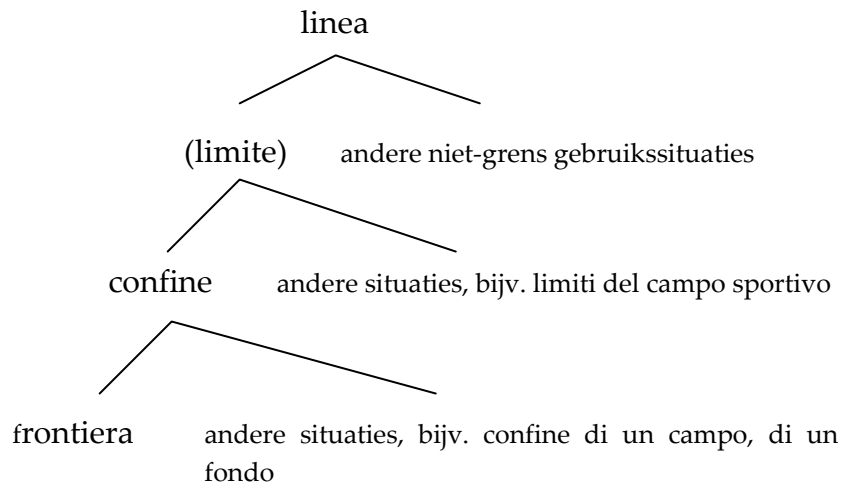 linea
(limite) andere niet-grens gebruikssituaties
confine andere situaties, bijv. limiti del campo sportivo
frontiera andere situaties, bijv. confine di un campo, di un
fondo